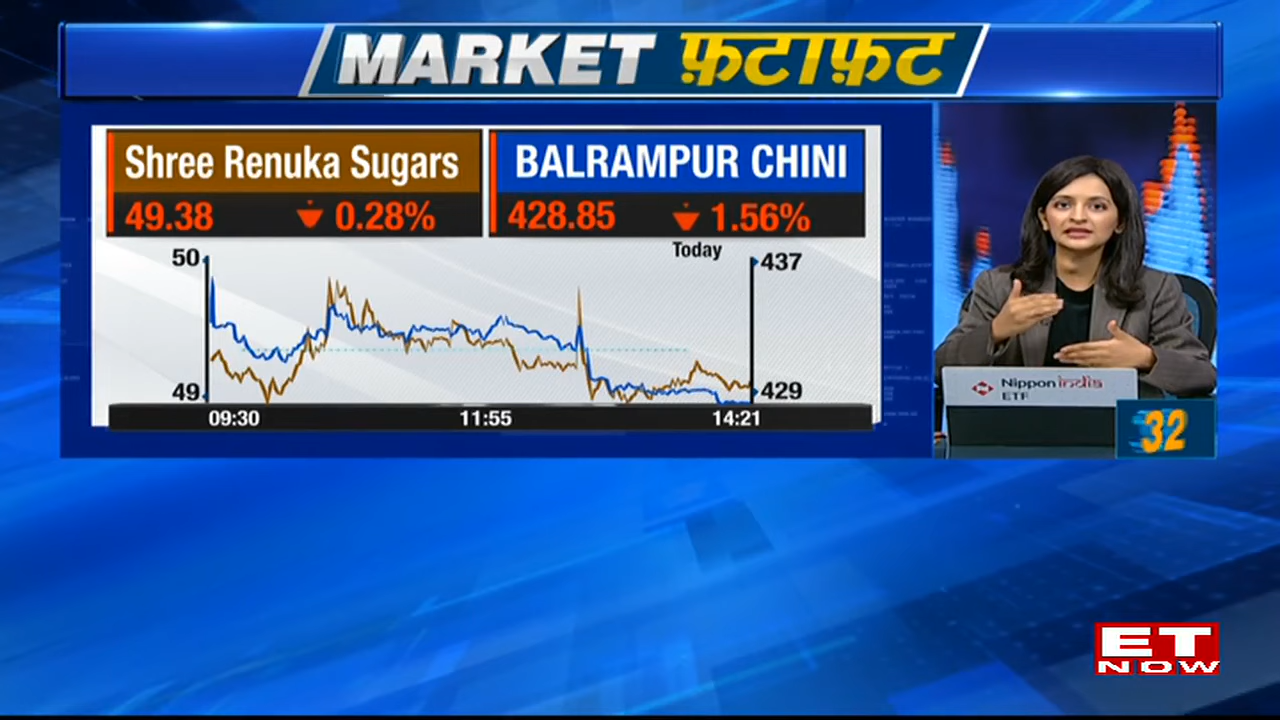 MARKET फ़टाफ़ट
Shree Renuka Sugars
49.38 0.28%
BALRAMPUR CHINI
428.85 1.56%
Today
50
437
49
429
09:30 11:55 14:21
Nippon india
ETF
32
ET
NOW